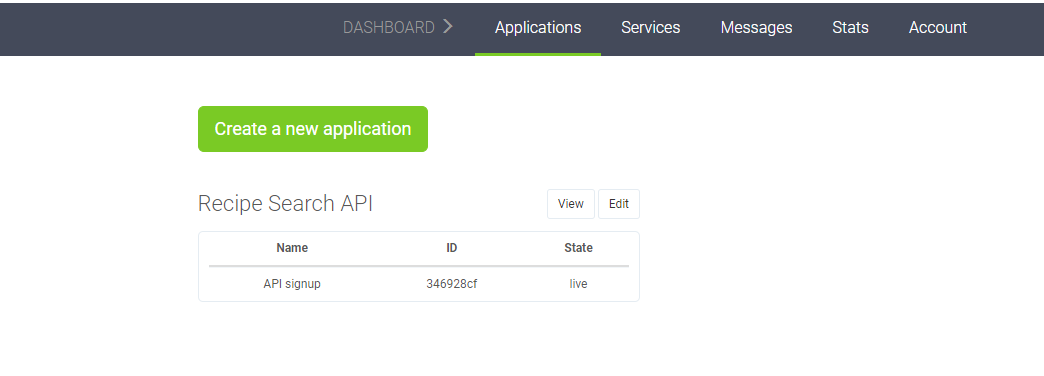 DASHBOARD Applications Services Messages Stats Account
Create a new application
Recipe Search API View Edit
Name ID State
API signup 346928cf live